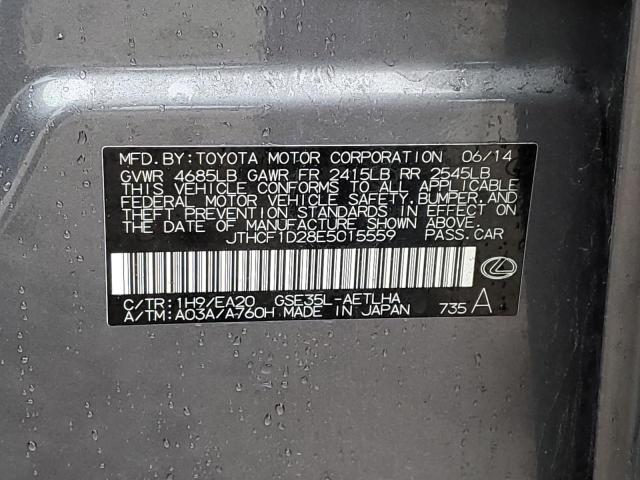 MFD.BY:TOYOTA MOTOR CORPORATION 06/14
GVWR 4685LB GAWR FR 2415LB RR 2545LB
THIS VEHICLE CONFORMS TO ALL APPLICABLE
FEDERAL MOTOR VEHICLE SAFETY,BUMPER,AND
THEFT PREVENTION STANDARDS IN EFFECT ON
THE DATE OF MANUFACTURE SHOWN ABOVE.
JTHCF1D28E5015559 PASS.CAR
C/TR:1H9/EA20 GSE35L-AETLHA
A/TM:A03A/A-760H MADE IN JAPAN 735 A